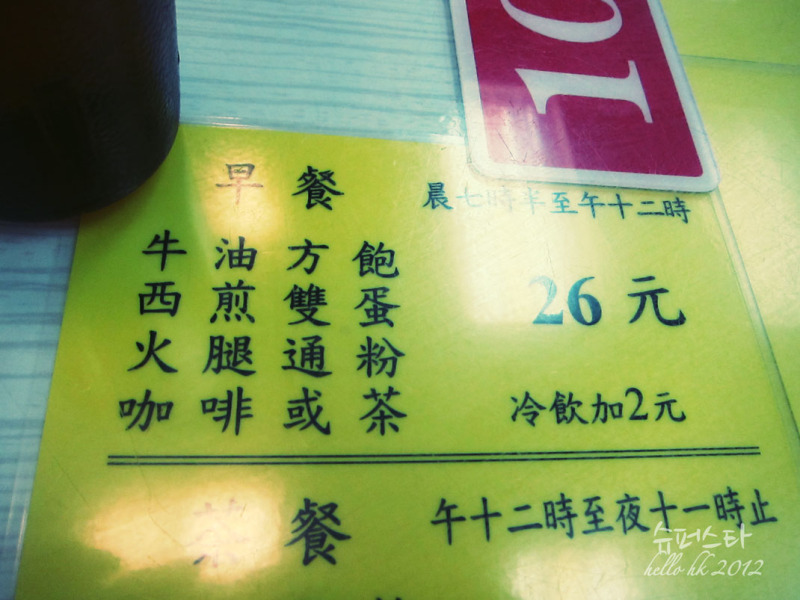 10
早餐
晨七時半至午十二時
牛油方飽
西煎雙蛋
火腿通粉
咖啡或茶
26元
冷飲加2元
茶餐
午十二時至夜十一時止
슈퍼스타
hello hk 2012